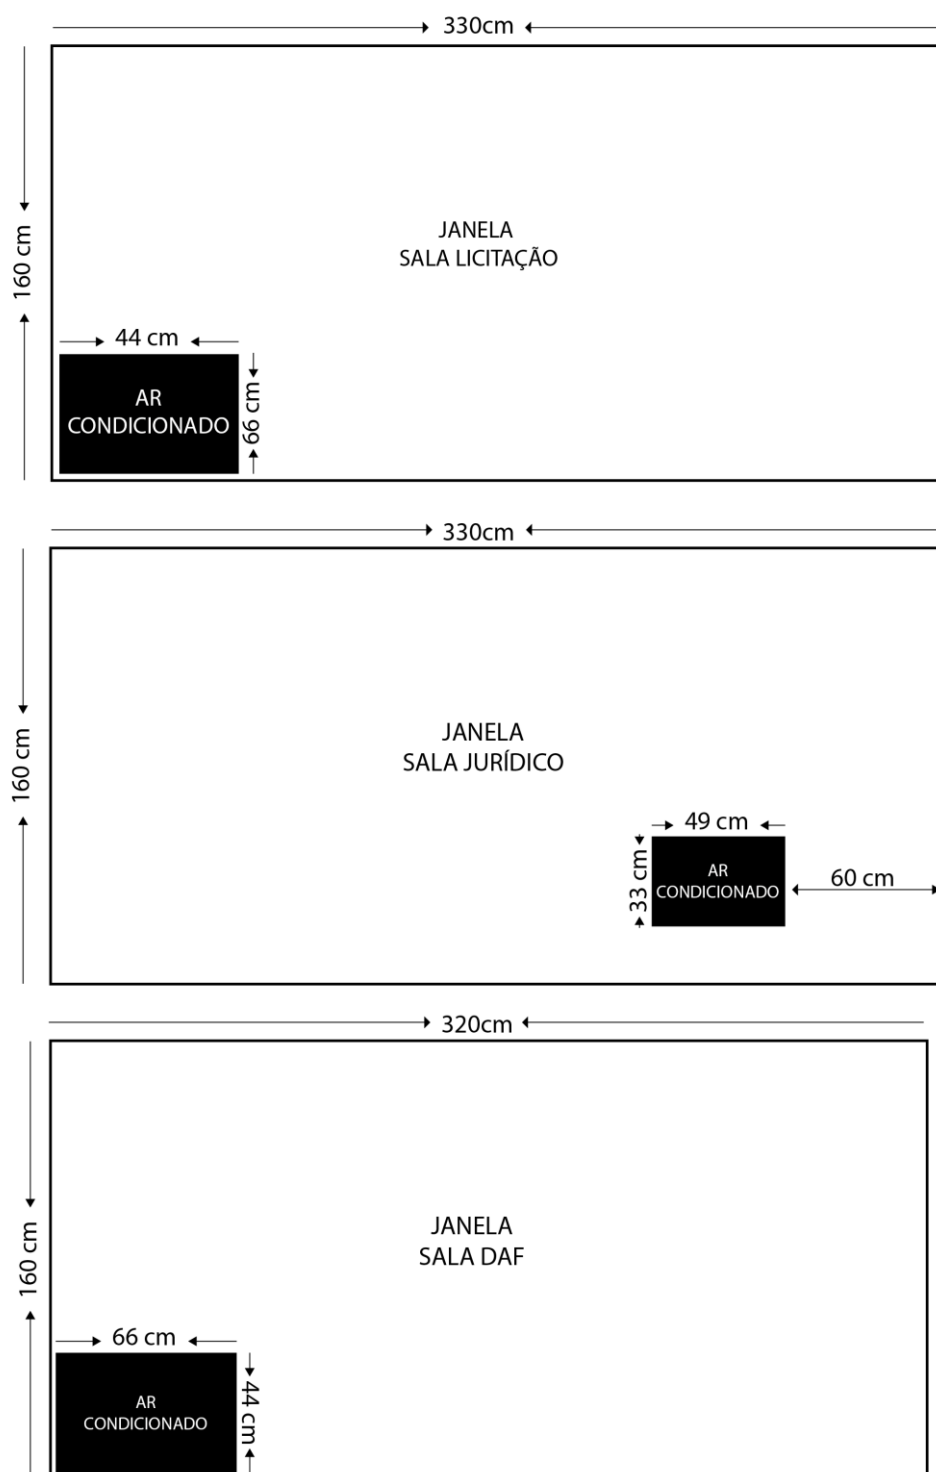 330cm
160 cm
JANELA
SALA LICITAÇÃO
44 cm
AR
CONDICIONADO
66 cm
330cm
160 cm
JANELA
SALA JURÍDICO
49 cm
33 cm
AR
CONDICIONADO
60 cm
320cm
160 cm
JANELA
SALA DAF
66 cm
AR
CONDICIONADO
44 cm